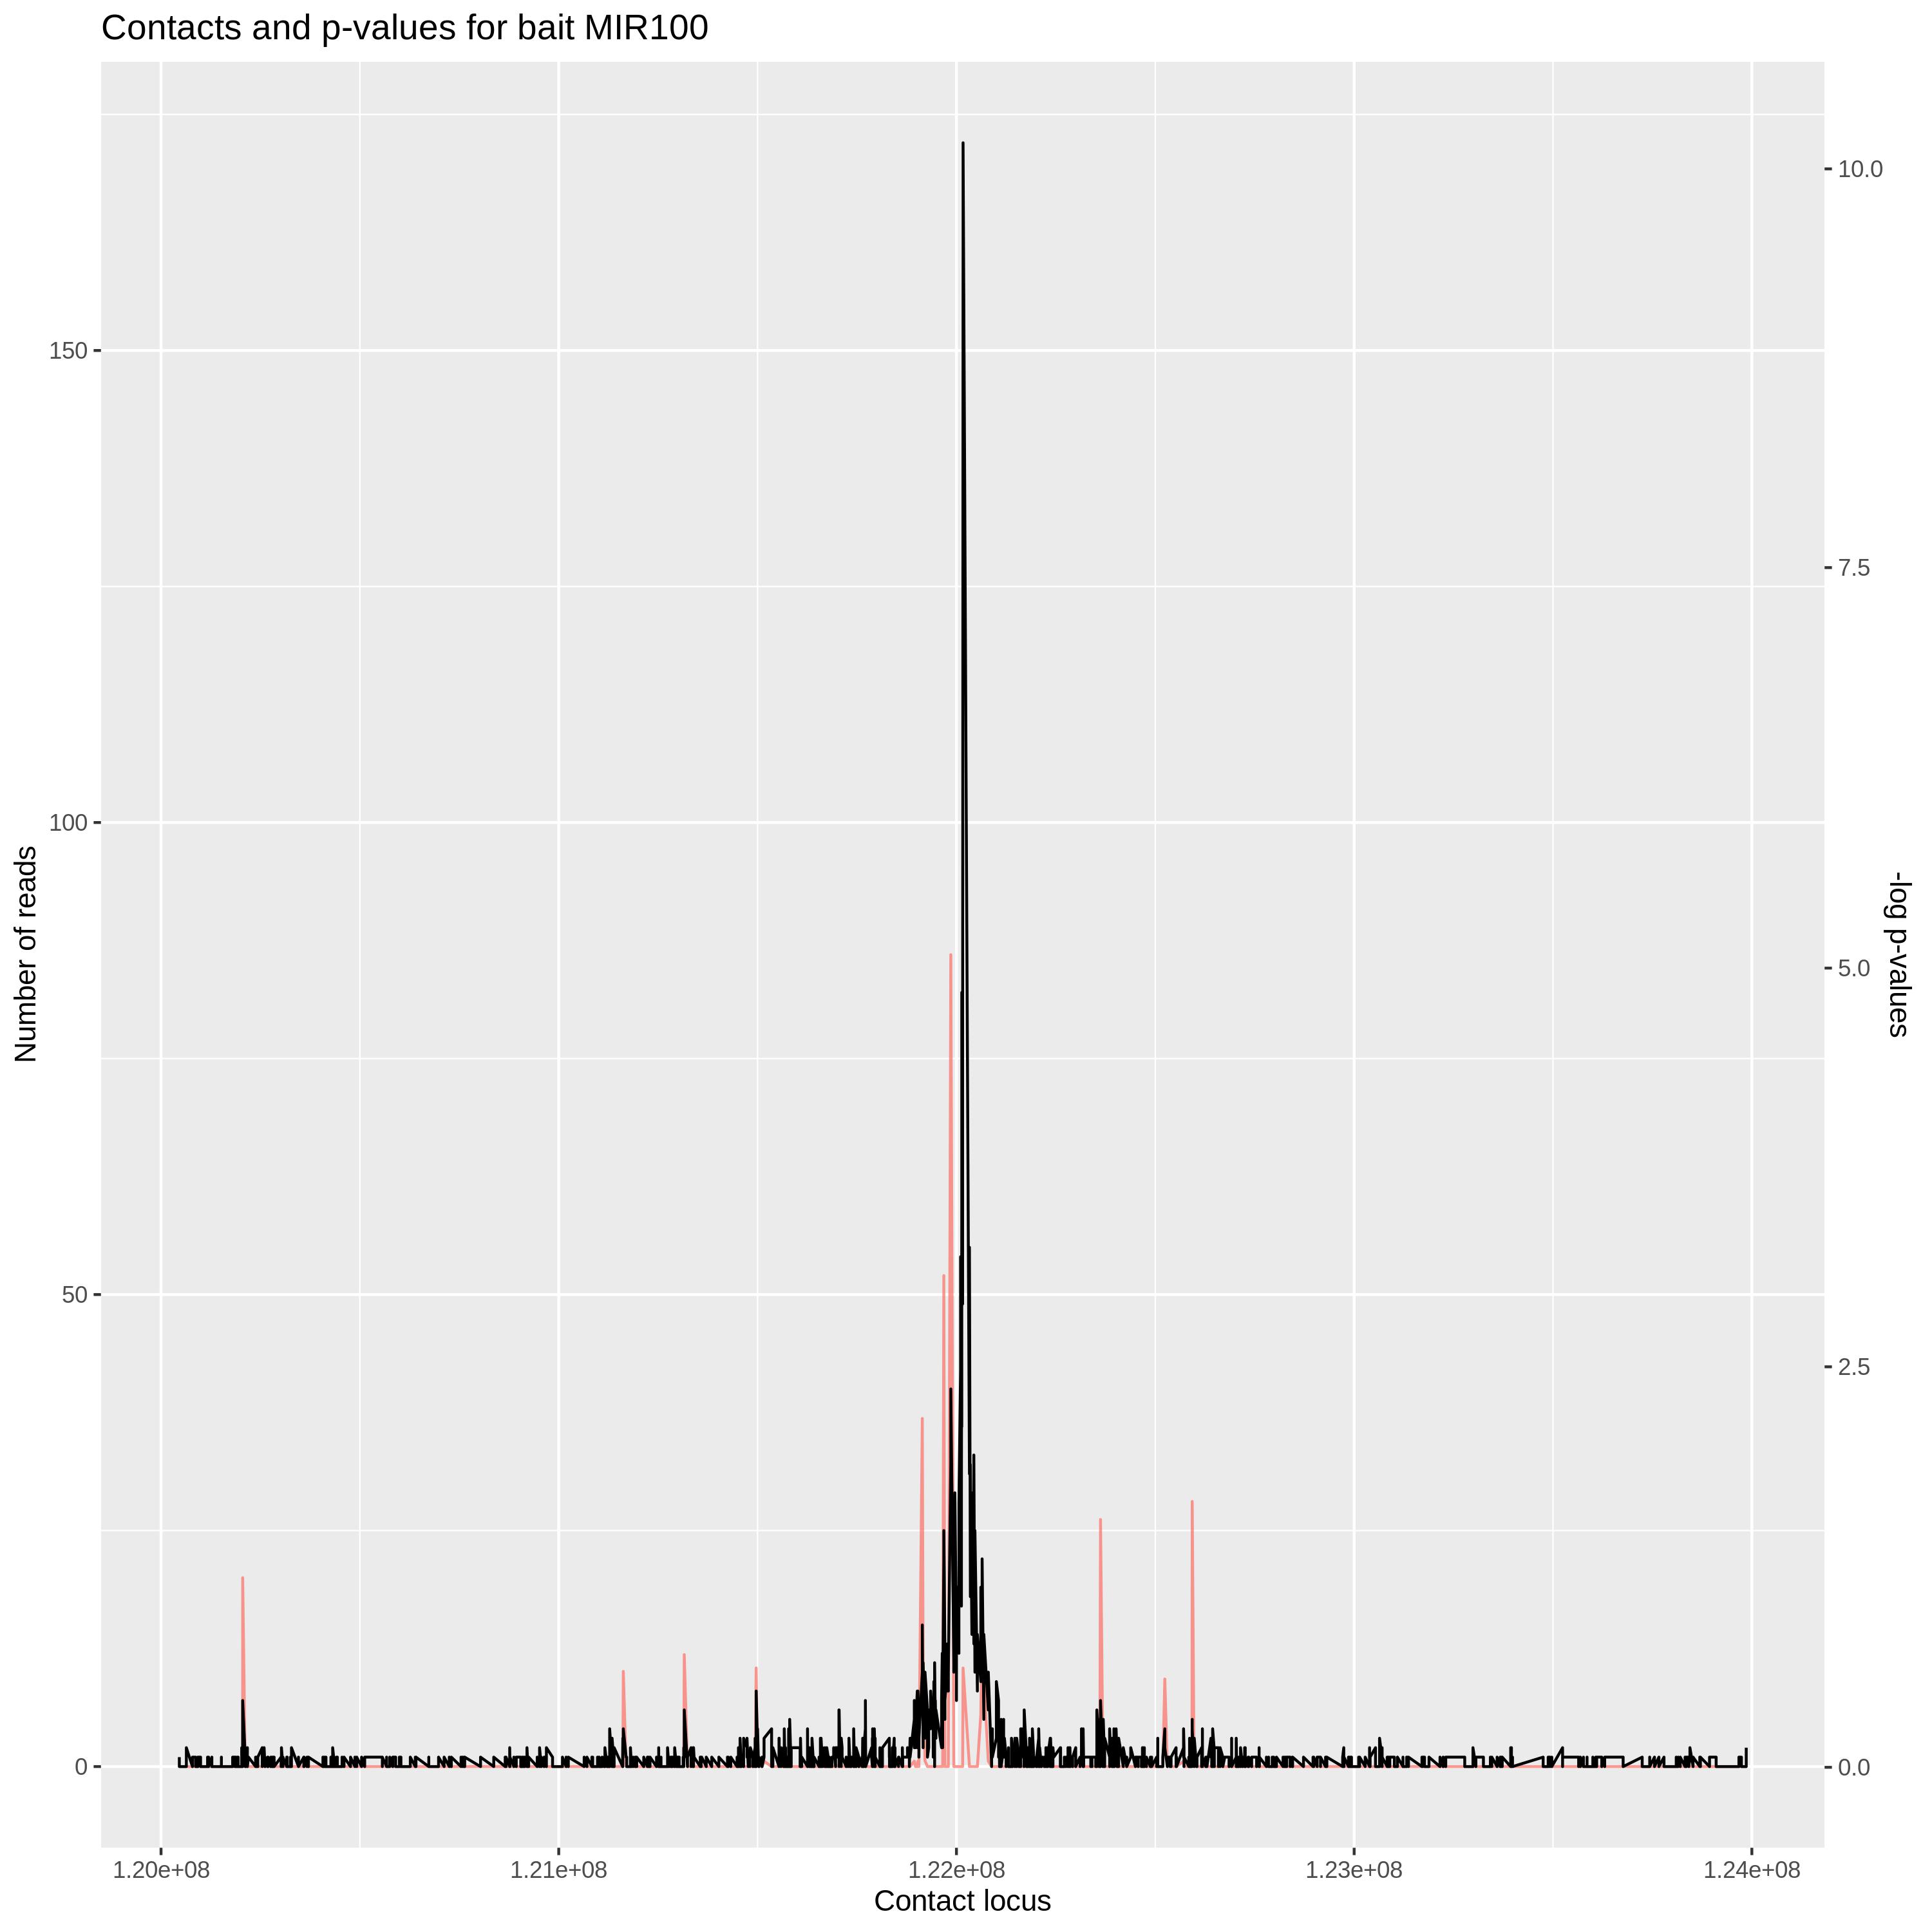 Contacts and p-values for bait MIR100
Number of reads
150
100
50
0
10.0
7.5
5.0
2.5
0.0
-log p-values
1.20e+08
1.21e+08
1.22e+08
1.23e+08
1.24e+08
Contact locus